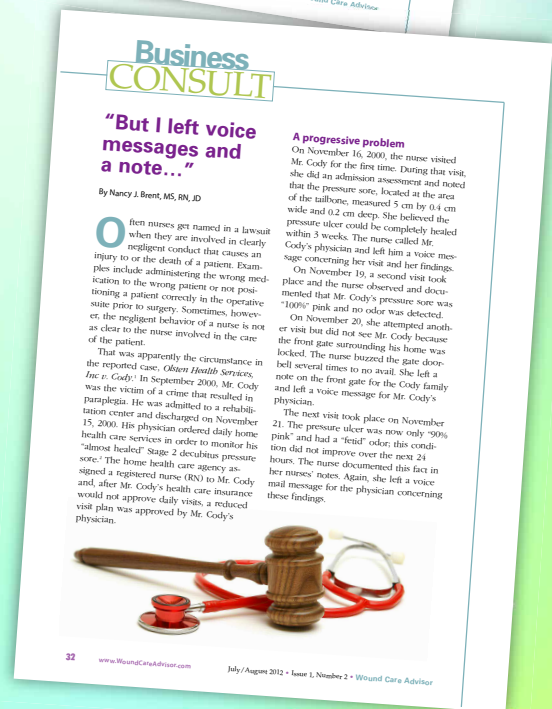 Wound Care Advisor
Business
CONSULT
“But I left voice
messages and
a note…”
By Nancy J. Brent, MS, RN, JD
Often nurses get named in a lawsuit
when they are involved in clearly
negligent conduct that causes an
injury to or the death of a patient. Exam-
ples include administering the wrong med-
ication to the wrong patient or not posi-
tioning a patient correctly in the operative
suite prior to surgery. Sometimes, howev-
er, the negligent behavior of a nurse is not
as clear to the nurse involved in the care
of the patient.
That was apparently the circumstance in
the reported case, Olsten Health Services,
Inc v. Cody.¹ In September 2000, Mr. Cody
was the victim of a crime that resulted in
paraplegia. He was admitted to a rehabili-
tation center and discharged on November
15, 2000. His physician ordered daily home
health care services in order to monitor his
“almost healed” Stage 2 decubitus pressure
sore.² The home health care agency as-
signed a registered nurse (RN) to Mr. Cody
and, after Mr. Cody’s health care insurance
would not approve daily visits, a reduced
visit plan was approved by Mr. Cody’s
physician.
A progressive problem
On November 16, 2000, the nurse visited
Mr. Cody for the first time. During that visit,
she did an admission assessment and noted
that the pressure sore, located at the area
of the tailbone, measured 5 cm by 0.4 cm
wide and 0.2 cm deep. She believed the
pressure ulcer could be completely healed
within 3 weeks. The nurse called Mr.
Cody’s physician and left him a voice mes-
sage concerning her visit and her findings.
On November 19, a second visit took
place and the nurse observed and docu-
mented that Mr. Cody’s pressure sore was
“100%” pink and no odor was detected.
On November 20, she attempted anoth-
er visit but did not see Mr. Cody because
the front gate surrounding his home was
locked. The nurse buzzed the gate door-
bell several times to no avail. She left a
note on the front gate for the Cody family
and left a voice message for Mr. Cody’s
physician.
The next visit took place on November
21. The pressure ulcer was now only “90%
pink” and had a “fetid” odor; this condi-
tion did not improve over the next 24
hours. The nurse documented this fact in
her nurses’ notes. Again, she left a voice
mail message for the physician concerning
these findings.
32 www.WoundCareAdvisor.com July/August 2012 • Issue 1, Number 2 • Wound Care Advisor